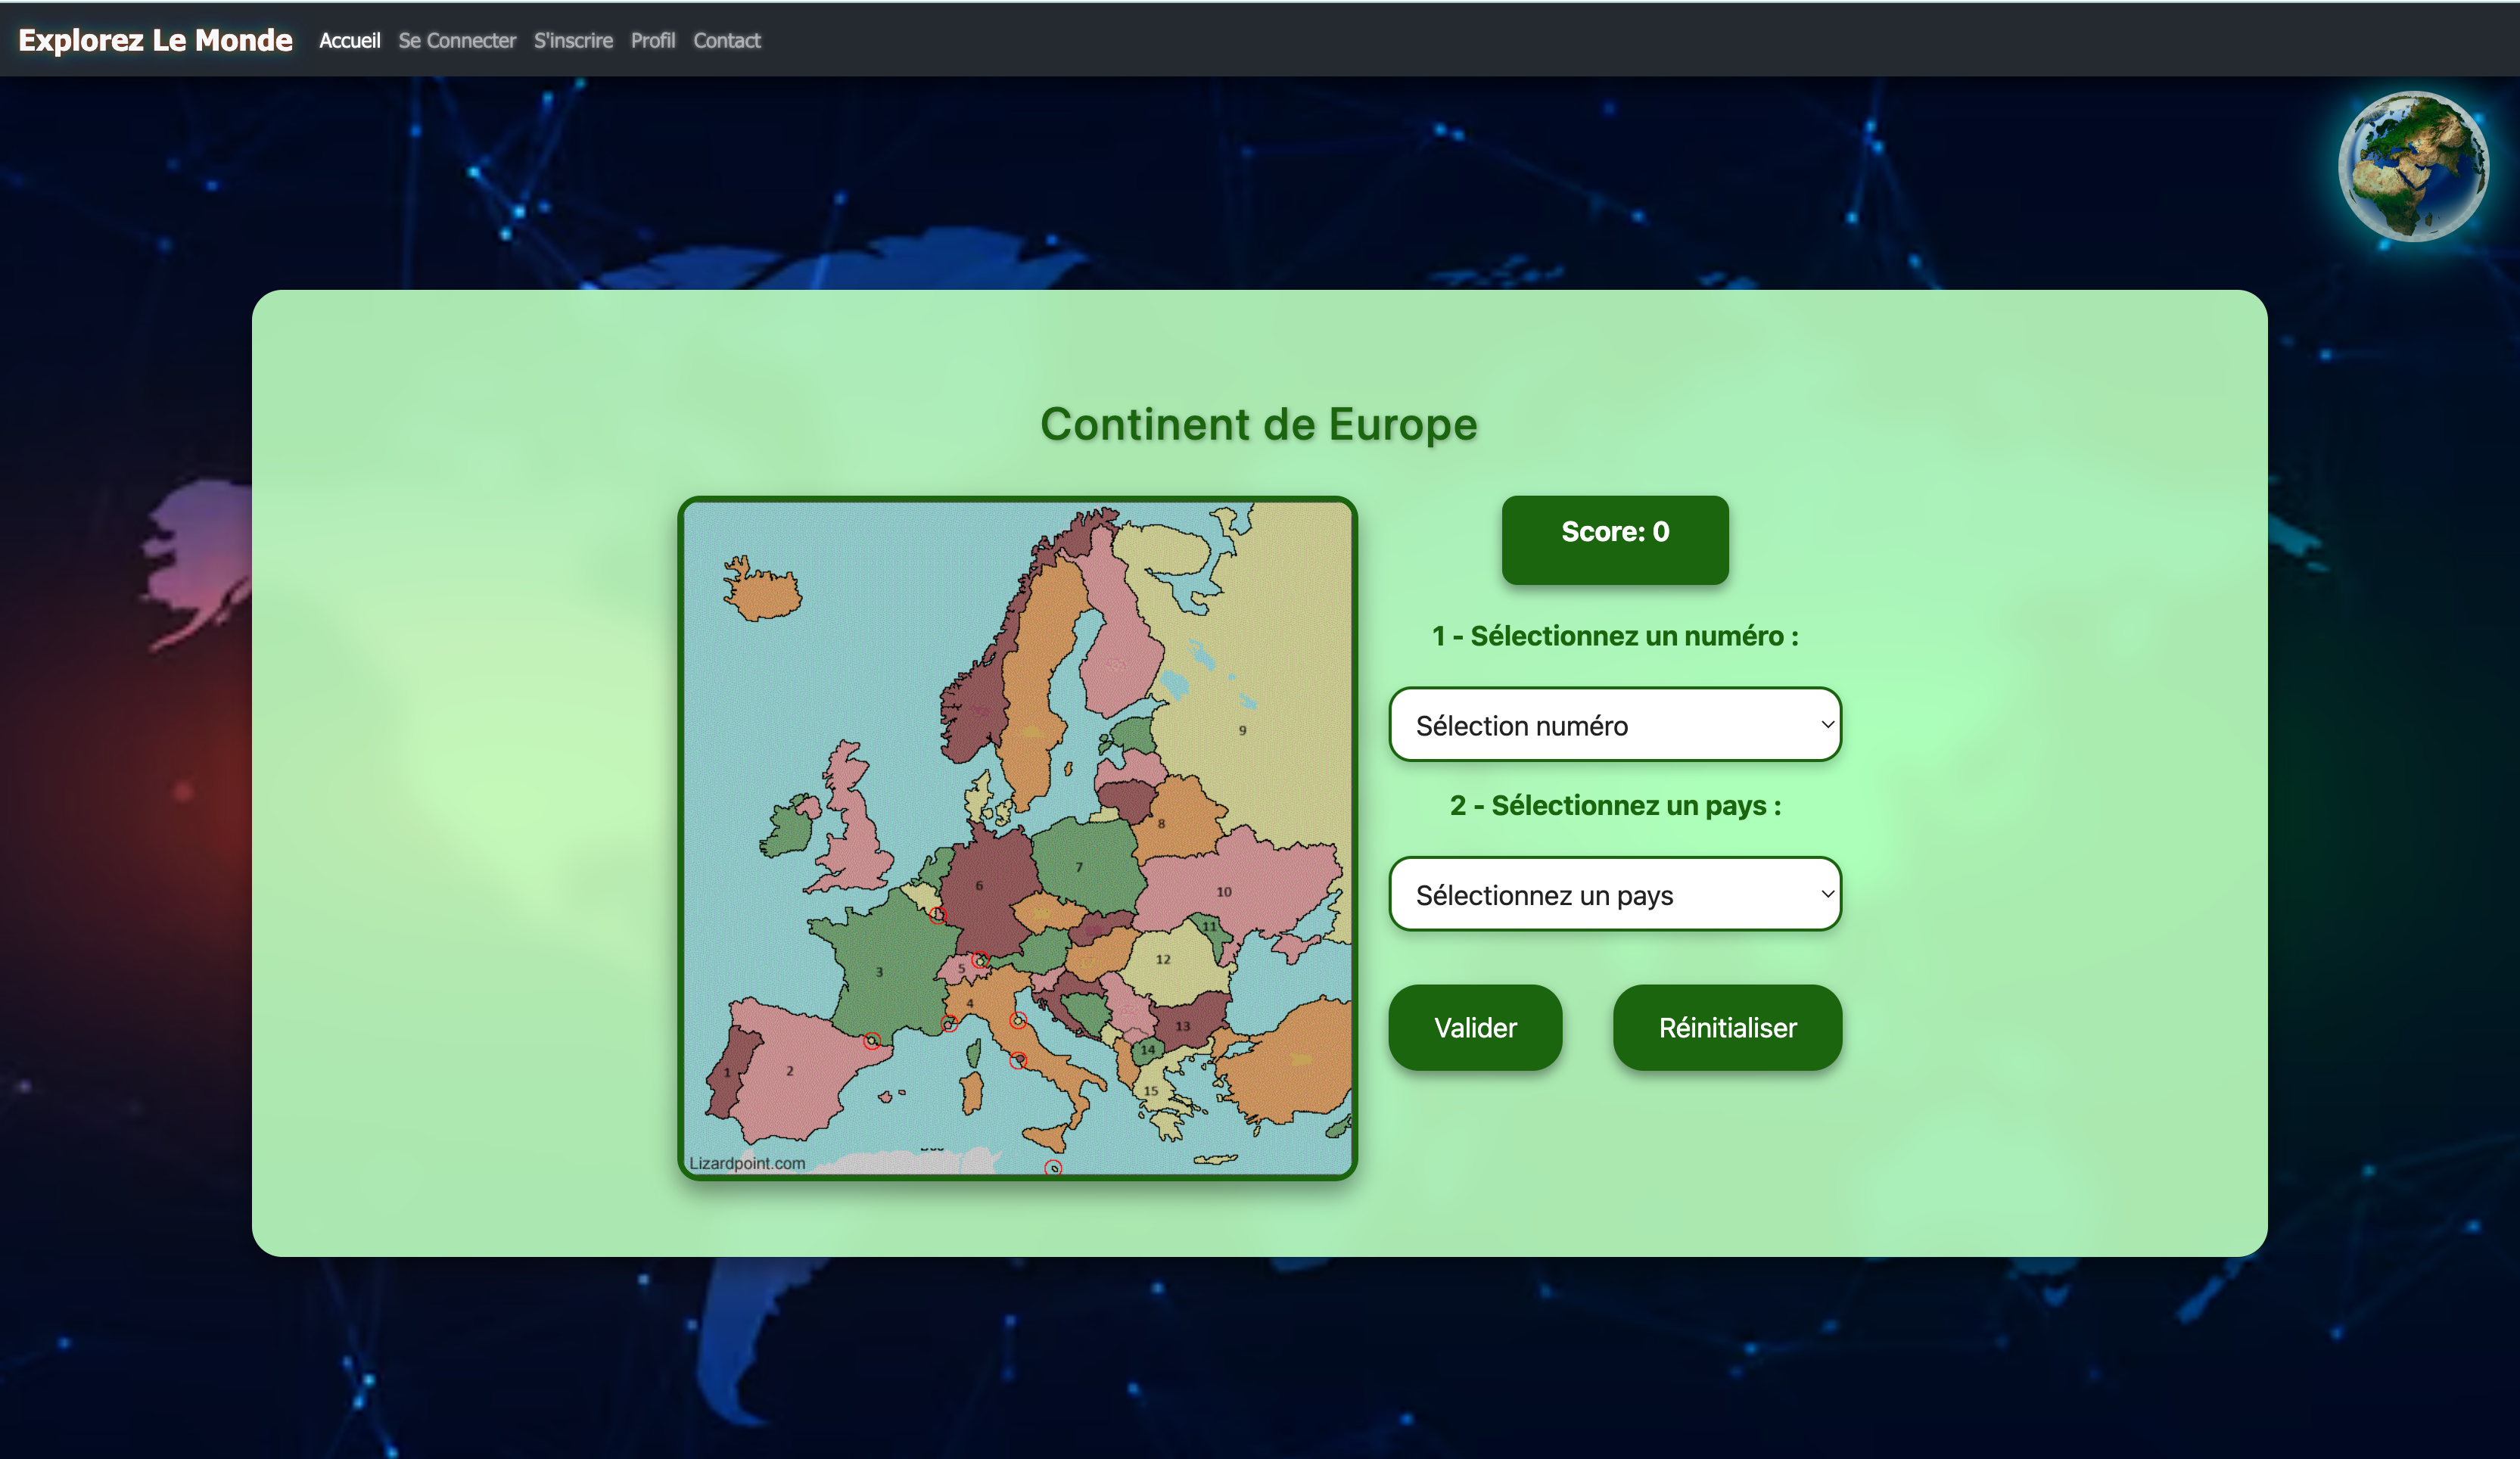 Explorez Le Monde Accueil Se Connecter S'inscrire Profil Contact
Continent de Europe
Score: 0
1 - Sélectionnez un numéro :
Sélection numéro
2 - Sélectionnez un pays :
Sélectionnez un pays
Valider Réinitialiser
9
8
7
6
10
11
3
5
12
4
13
14
1
2
15
Lizardpoint.com